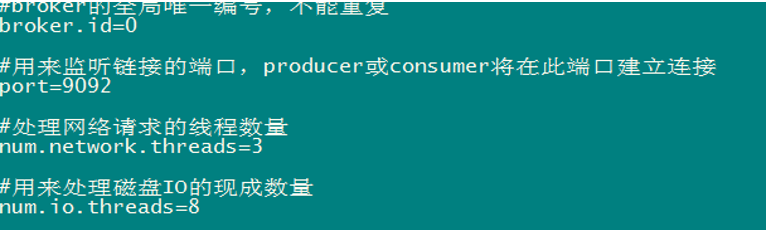 #broker的全局唯一编号，不能重复
broker.id=0
#用来监听链接的端口，producer或consumer将在此端口建立连接
port=9092
#处理网络请求的线程数量
num.network.threads=3
#用来处理磁盘IO的现成数量
num.io.threads=8